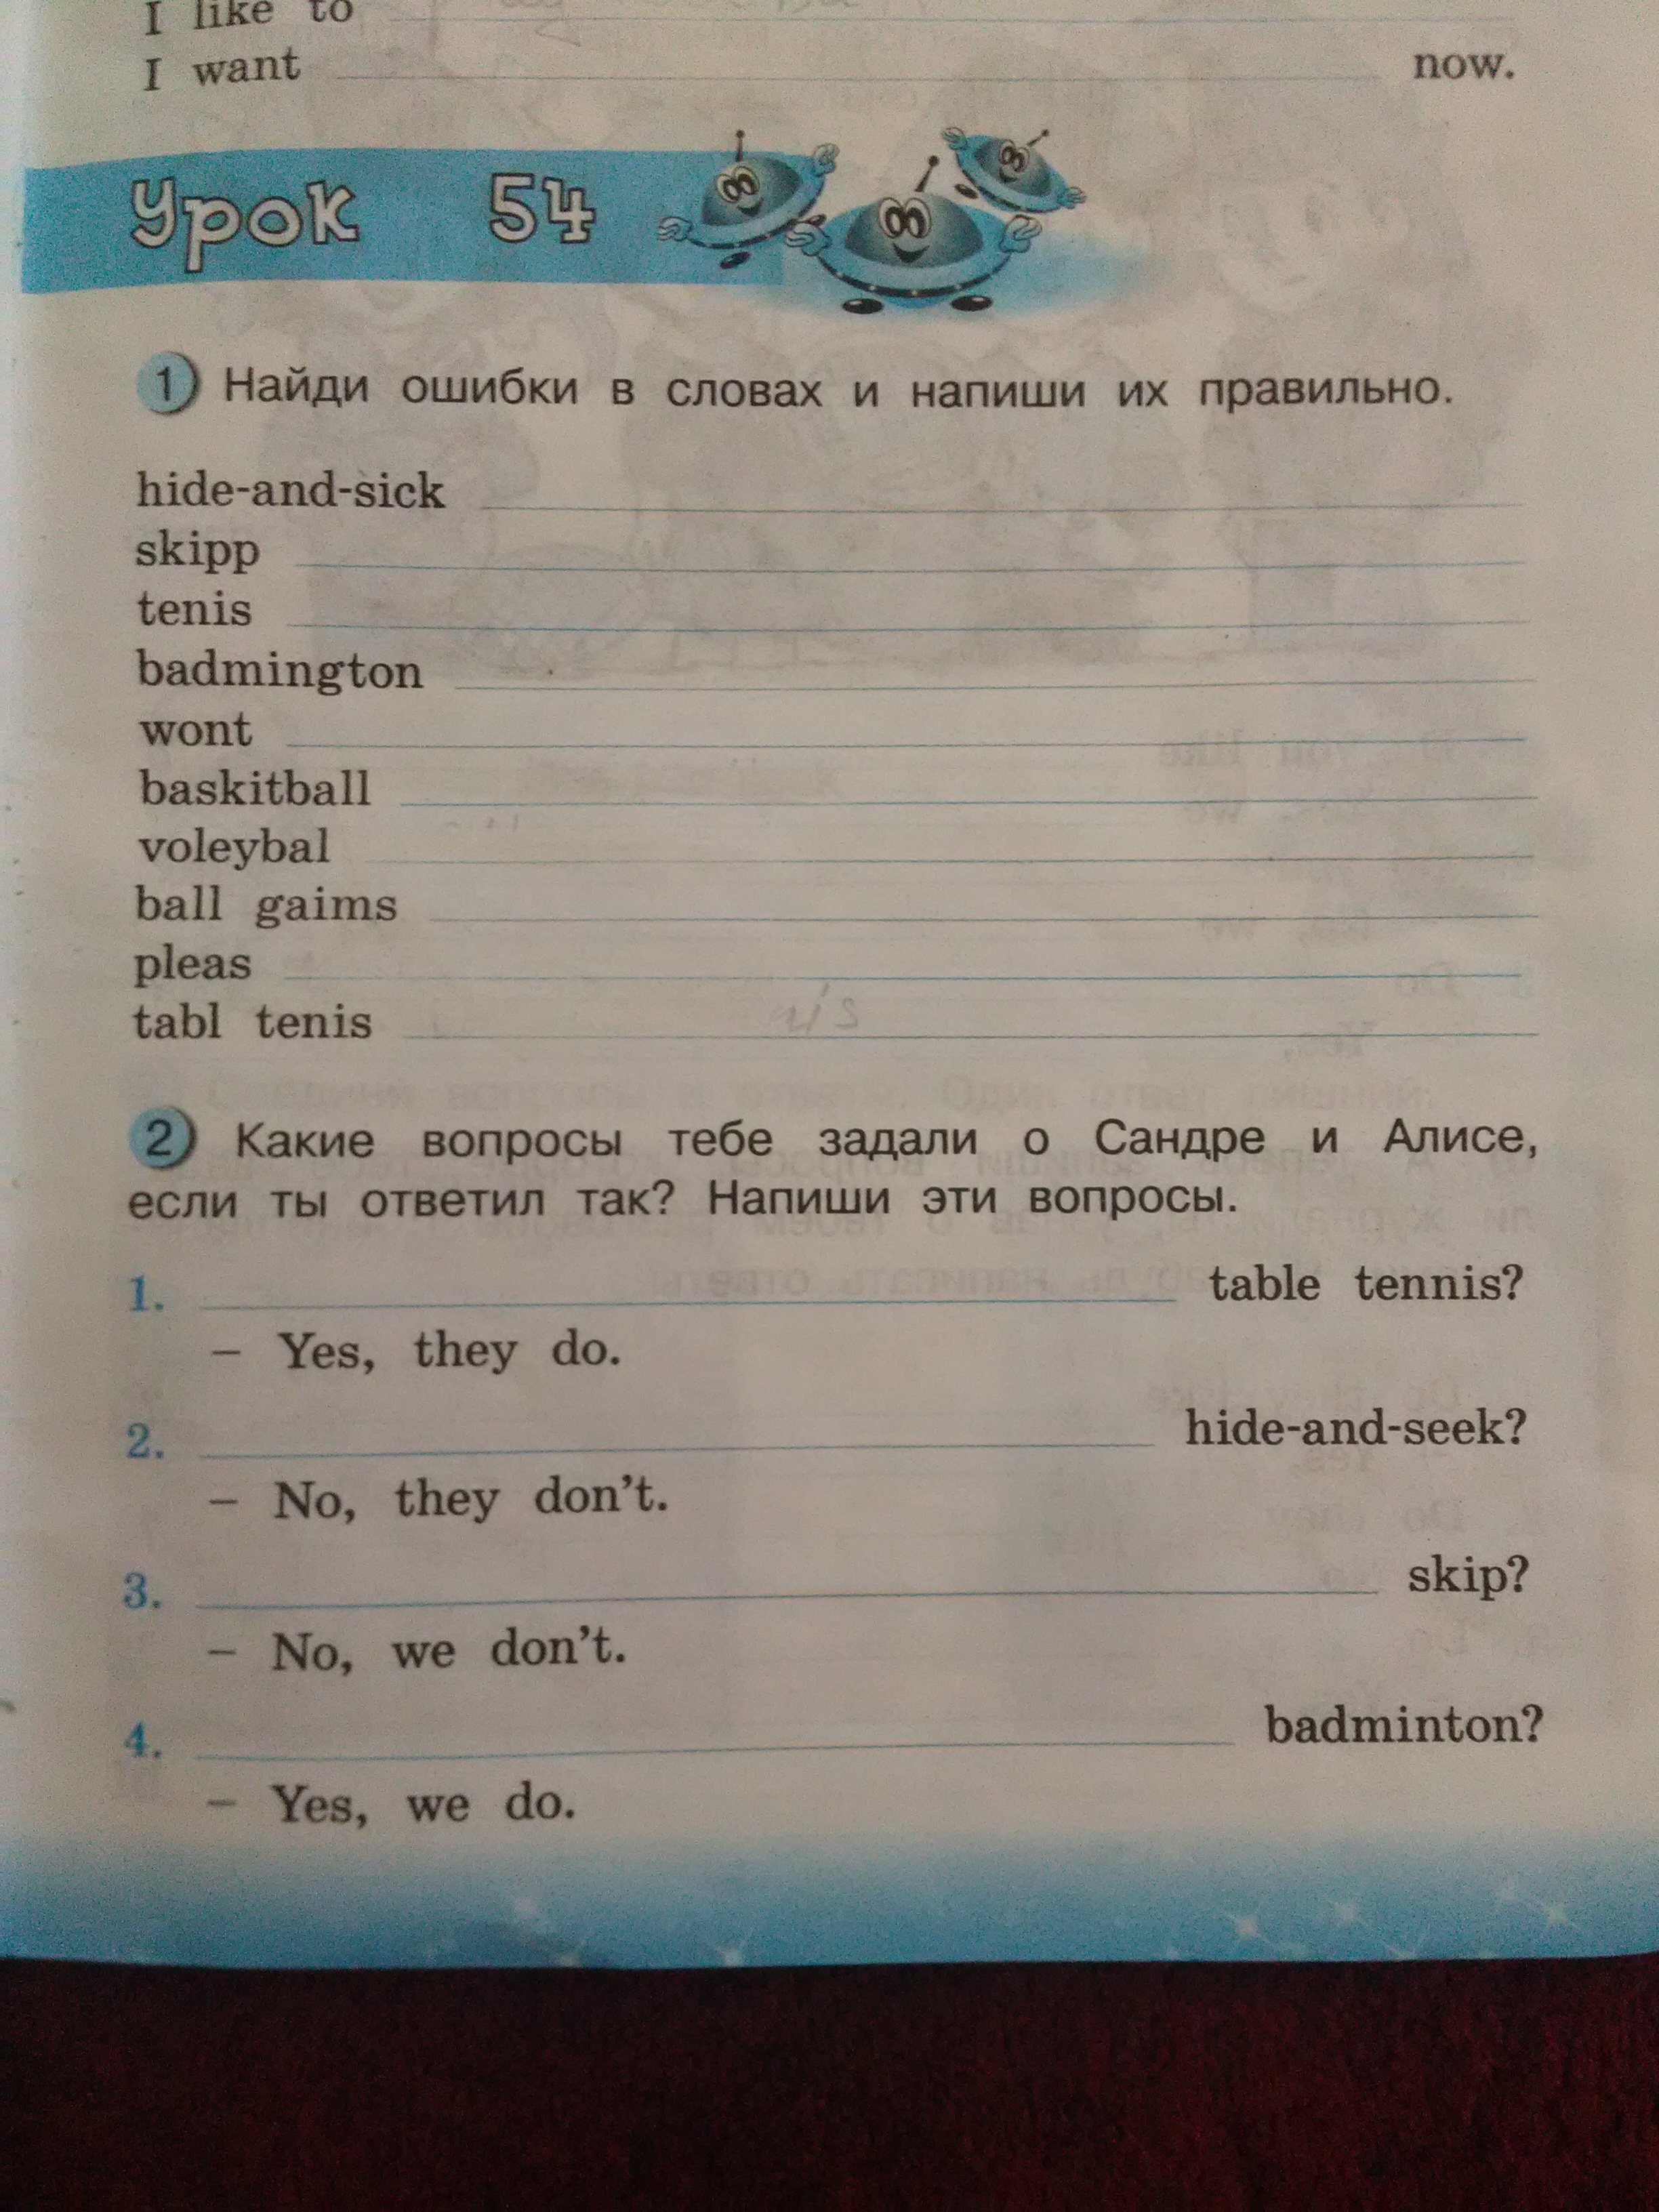 I like to
I want now.
Урок 54
1 Найди ошибки в словах и напиши их правильно.
hide-and-sick
skipp
tenis
badmington
wont
baskitball
voleybal
ball gaims
pleas
tabl tenis
2 Какие вопросы тебе задали о Сандре и Алисе,
если ты ответил так? Напиши эти вопросы.
1. table tennis?
– Yes, they do.
2. hide-and-seek?
– No, they don't.
3. skip?
– No, we don't.
4. badminton?
– Yes, we do.